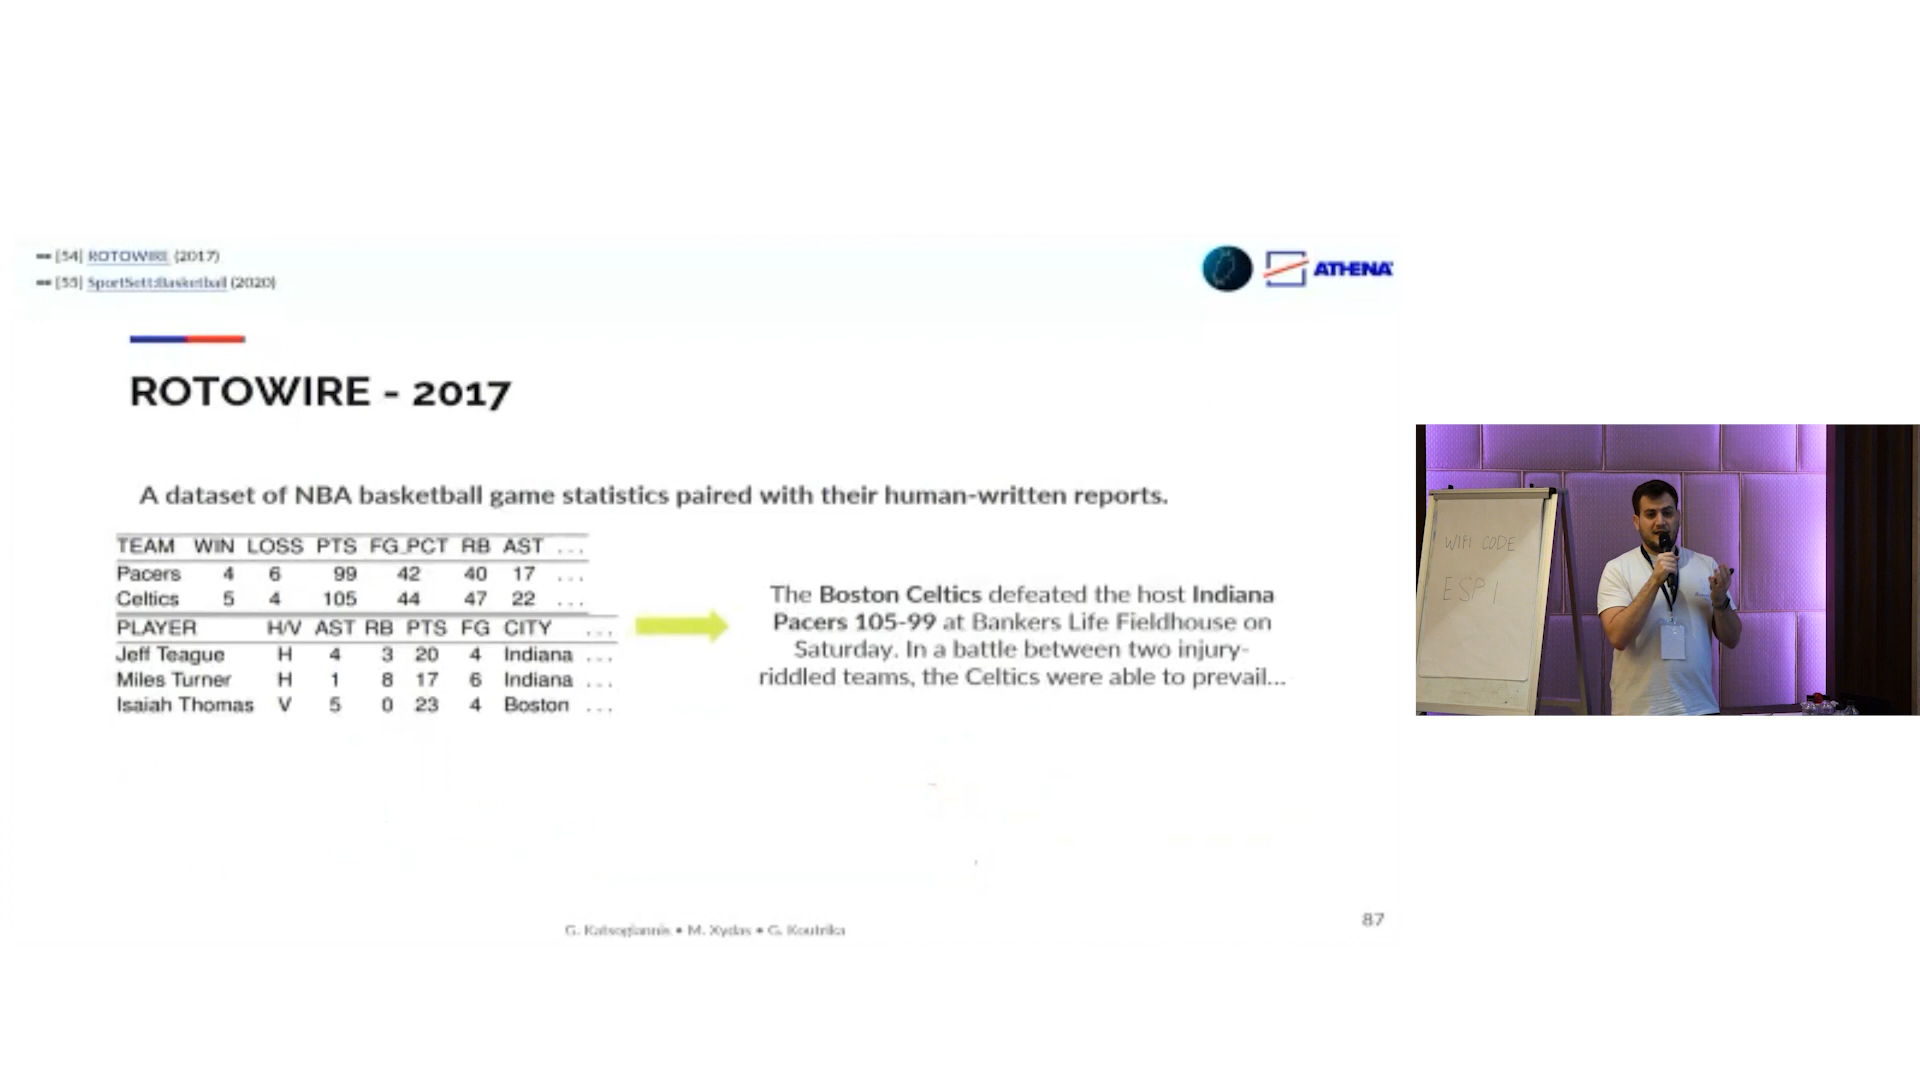 [54] ROTOWIRE (2017)
[55] SportSett:Basketball (2020)
ATHENA
ROTOWIRE - 2017
A dataset of NBA basketball game statistics paired with their human-written reports.
TEAM WIN LOSS PTS FG_PCT RB AST ...
Pacers 4 6 99 42 40 17 ...
Celtics 5 4 105 44 47 22 ...
PLAYER H/V AST RB PTS FG CITY ...
Jeff Teague H 4 3 20 4 Indiana ...
Miles Turner H 1 8 17 6 Indiana ...
Isaiah Thomas V 5 0 23 4 Boston ...
The Boston Celtics defeated the host Indiana
Pacers 105-99 at Bankers Life Fieldhouse on
Saturday. In a battle between two injury-
riddled teams, the Celtics were able to prevail...
G. Katsogiannis • M. Xydas • G. Koutrika
87
WIFI CODE
ESP1